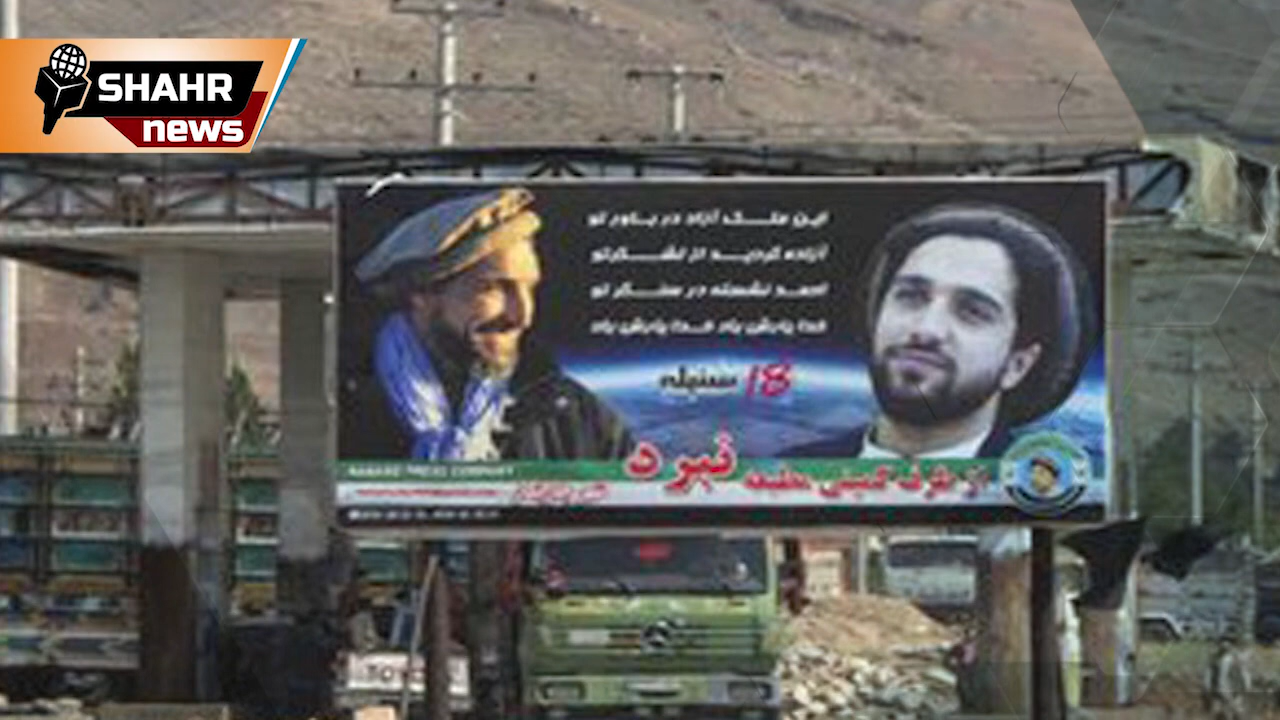 SHAHR
news
این ملک آزاد در باور تو
آزاده گردید از لشکر تو
احمد نشسته در سنگر تو
خدا یارش باد خدا یارش باد
18 سنبله
از طرف کمپنی مطبعه نبرد
NABARD PRESS COMPANY